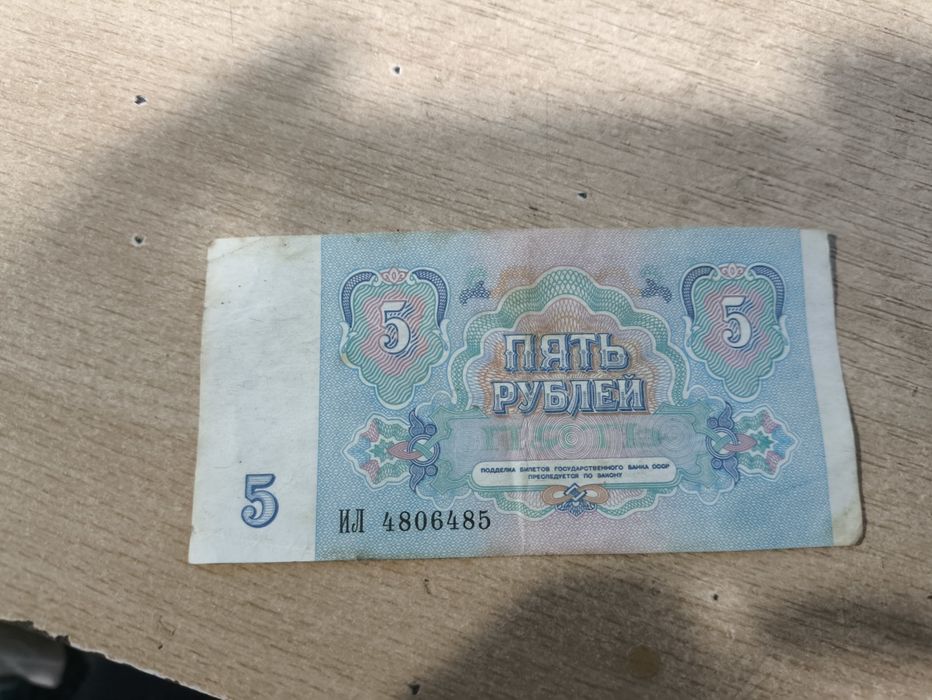 5 5
ПЯТЬ
РУБЛЕЙ
ПОДДЕЛКА БИЛЕТОВ ГОСУДАРСТВЕННОГО БАНКА СССР
ПРЕСЛЕДУЕТСЯ ПО ЗАКОНУ
5
ИЛ 4806485